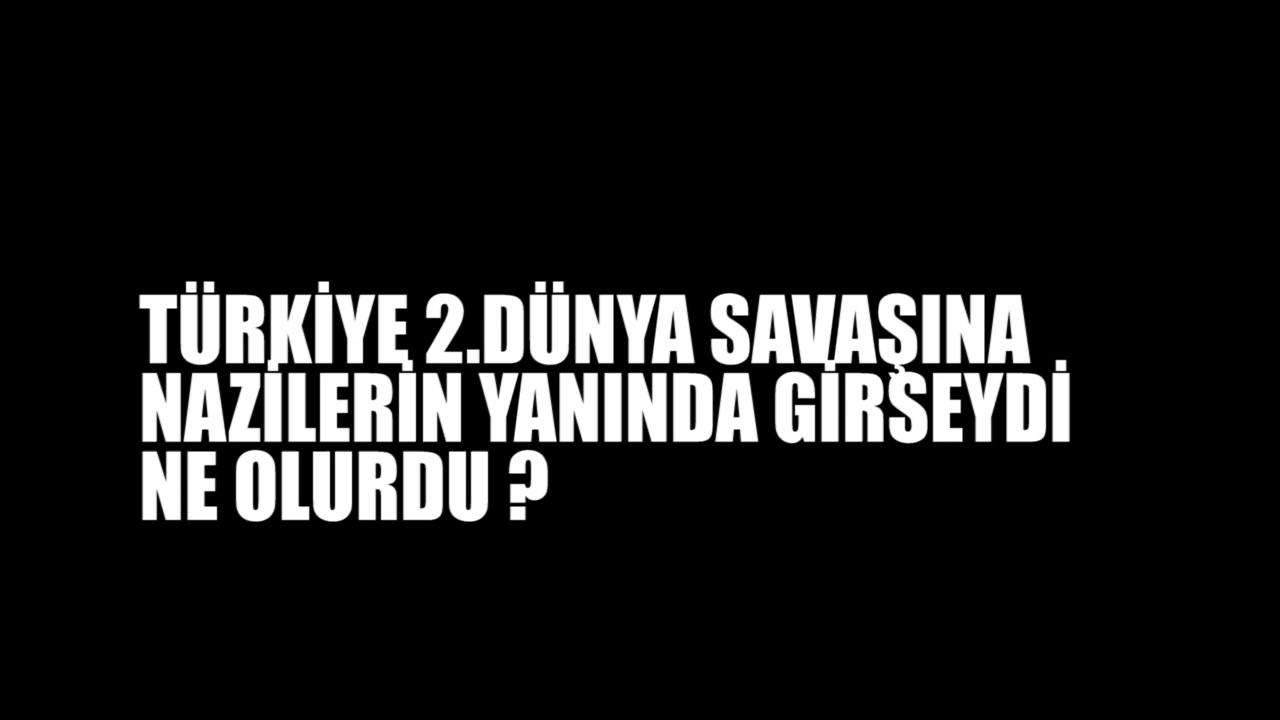 TÜRKİYE 2.DÜNYA SAVAŞINA
NAZİLERİN YANINDA GİRSEYDİ
NE OLURDU ?